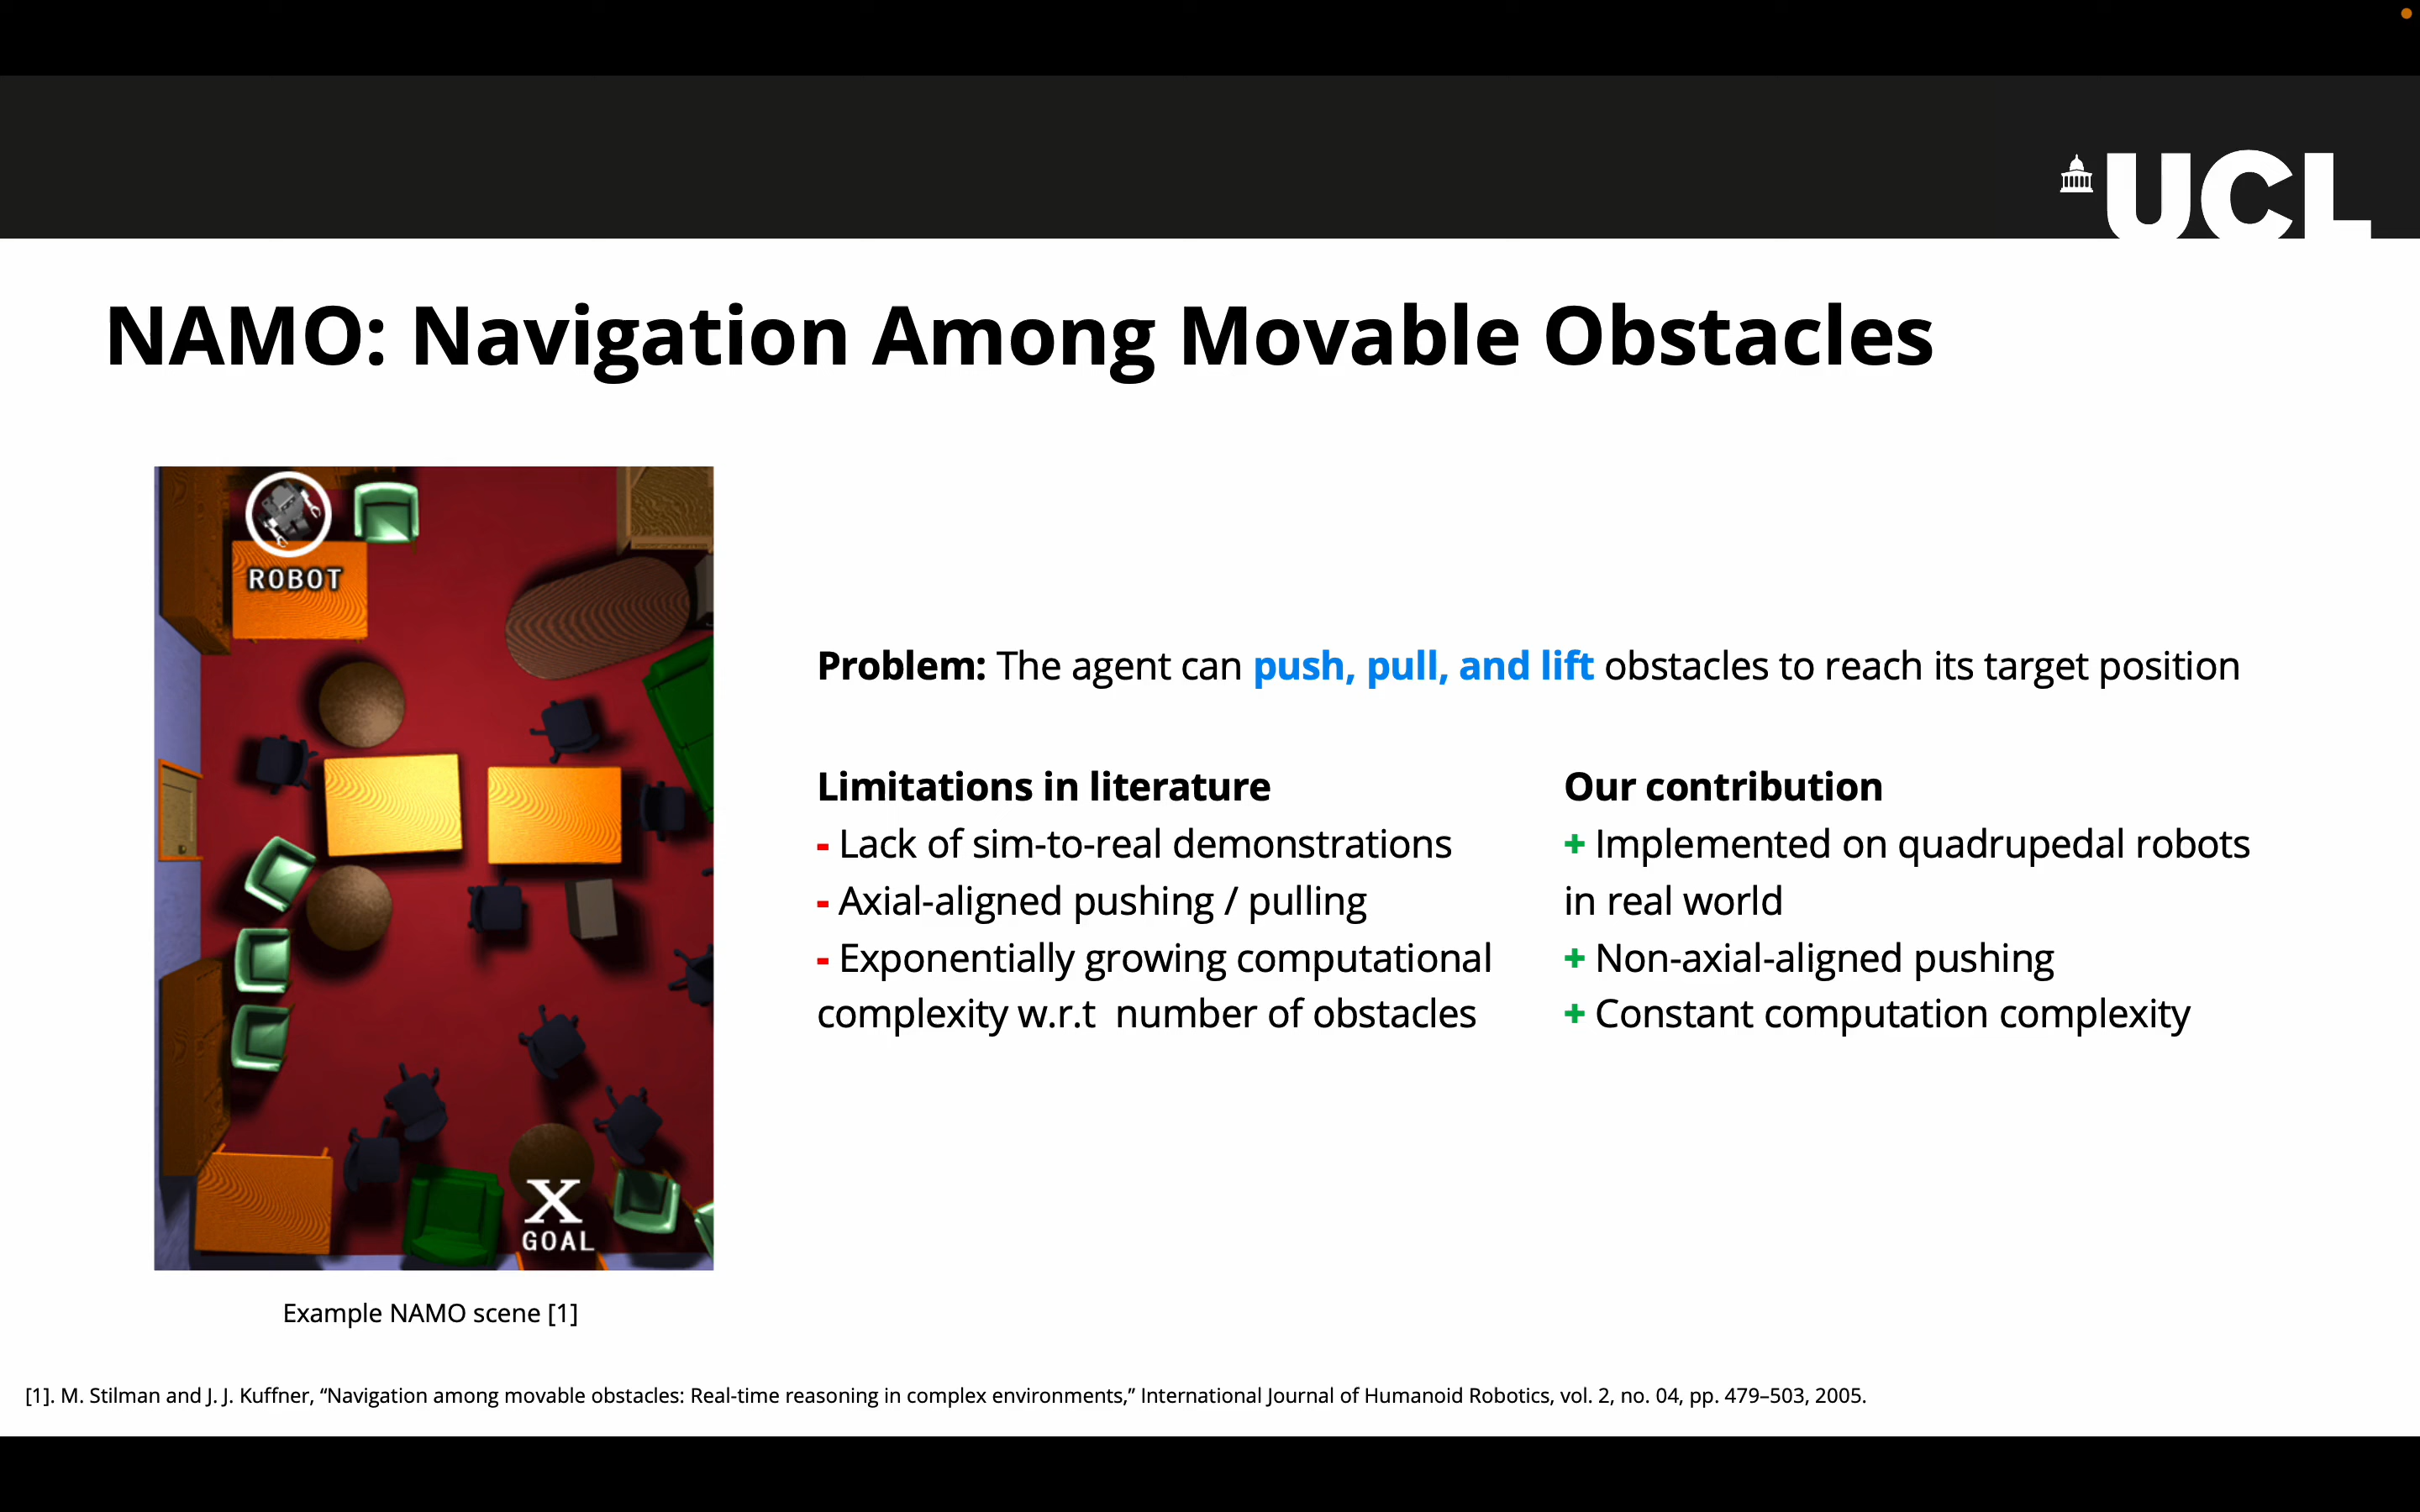 UCL
NAMO: Navigation Among Movable Obstacles
ROBOT
X
GOAL
Example NAMO scene [1]
Problem: The agent can push, pull, and lift obstacles to reach its target position
Limitations in literature
- Lack of sim-to-real demonstrations
- Axial-aligned pushing / pulling
- Exponentially growing computational
complexity w.r.t  number of obstacles
Our contribution
+ Implemented on quadrupedal robots
in real world
+ Non-axial-aligned pushing
+ Constant computation complexity
[1]. M. Stilman and J. J. Kuffner, “Navigation among movable obstacles: Real-time reasoning in complex environments,” International Journal of Humanoid Robotics, vol. 2, no. 04, pp. 479–503, 2005.